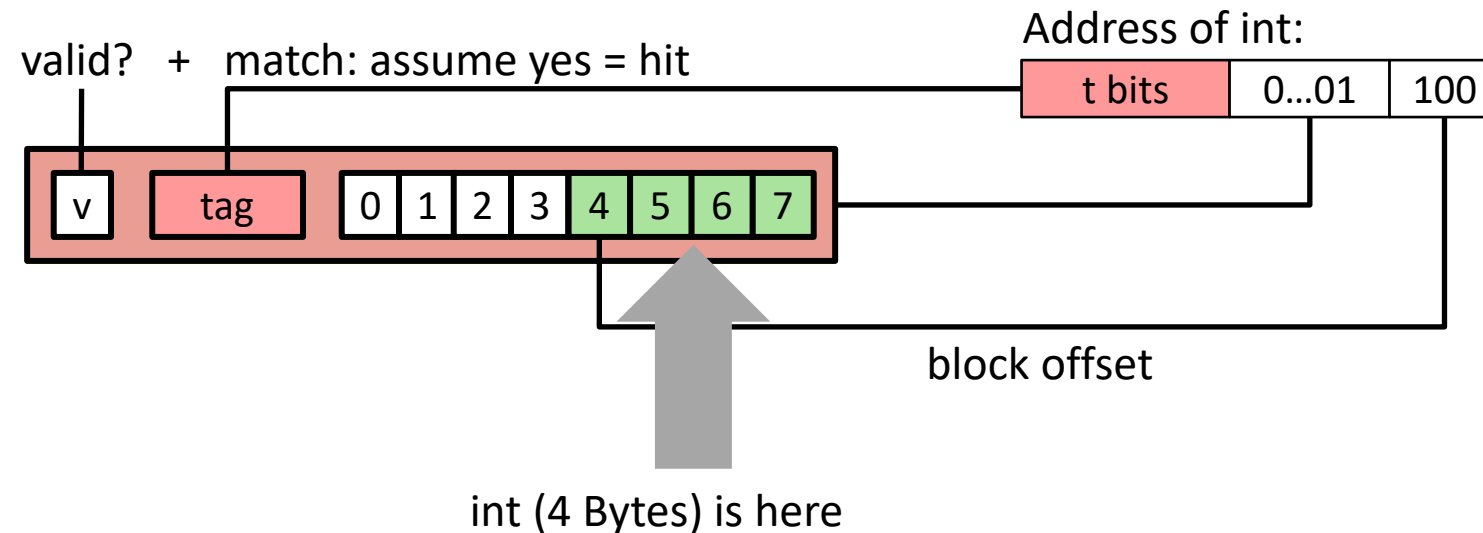 Address of int:
valid? + match: assume yes = hit
t bits 0...01 100
v tag 0 1 2 3 4 5 6 7
block offset
int (4 Bytes) is here